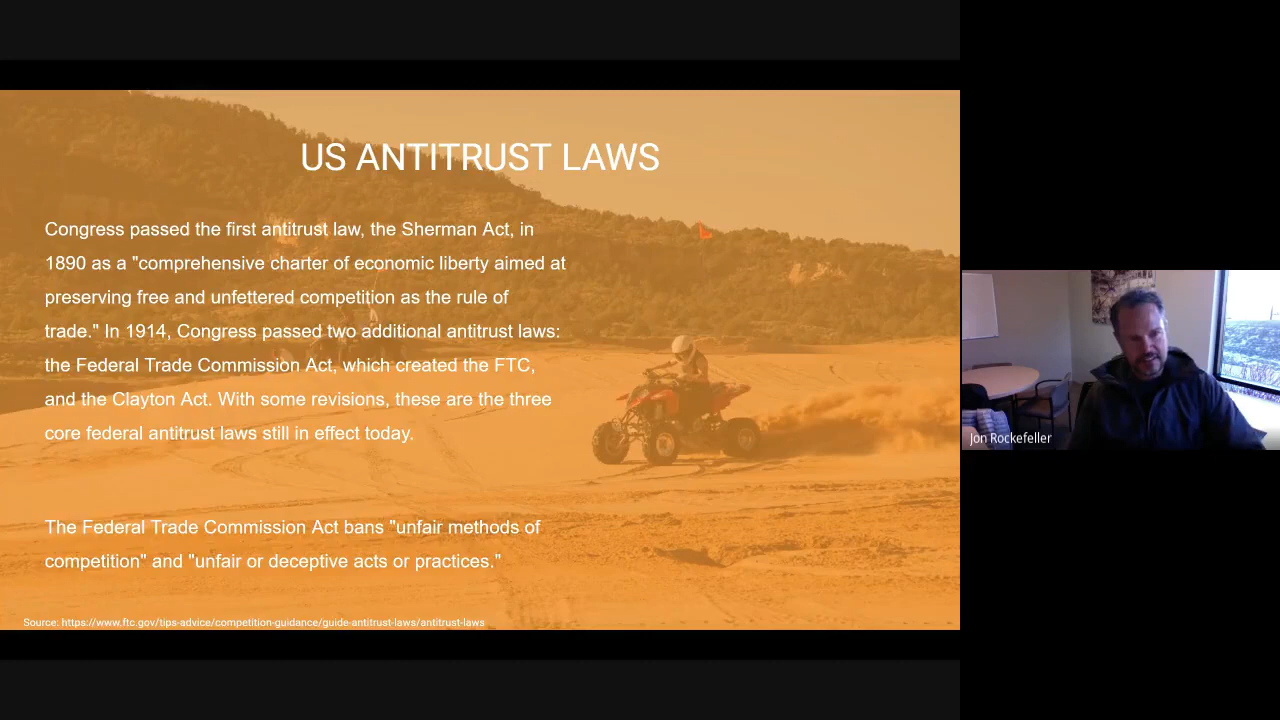 US ANTITRUST LAWS
Congress passed the first antitrust law, the Sherman Act, in
1890 as a "comprehensive charter of economic liberty aimed at
preserving free and unfettered competition as the rule of
trade." In 1914, Congress passed two additional antitrust laws:
the Federal Trade Commission Act, which created the FTC,
and the Clayton Act. With some revisions, these are the three
core federal antitrust laws still in effect today.
The Federal Trade Commission Act bans "unfair methods of
competition" and "unfair or deceptive acts or practices."
Source: https://www.ftc.gov/tips-advice/competition-guidance/guide-antitrust-laws/antitrust-laws
Jon Rockefeller